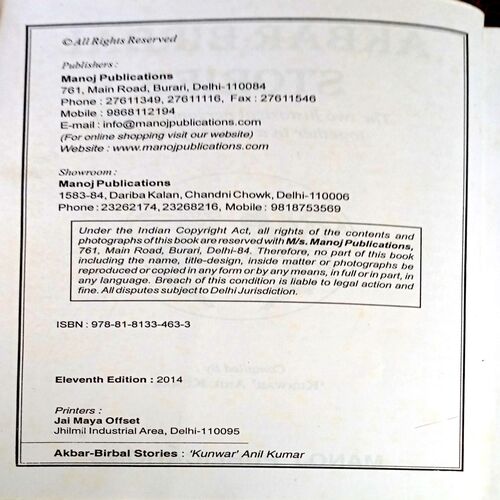 © All Rights Reserved
Publishers :
Manoj Publications
761, Main Road, Burari, Delhi-110084
Phone : 27611349, 27611116, Fax : 27611546
Mobile : 9868112194
E-mail : info@manojpublications.com
(For online shopping visit our website)
Website : www.manojpublications.com
Showroom :
Manoj Publications
1583-84, Dariba Kalan, Chandni Chowk, Delhi-110006
Phone : 23262174, 23268216, Mobile : 9818753569
Under the Indian Copyright Act, all rights of the contents and
photographs of this book are reserved with M/s. Manoj Publications,
761, Main Road, Burari, Delhi-84. Therefore, no part of this book
including the name, title-design, inside matter or photographs be
reproduced or copied in any form or by any means, in full or in part, in
any language. Breach of this condition is liable to legal action and
fine. All disputes subject to Delhi Jurisdiction.
ISBN : 978-81-8133-463-3
Eleventh Edition : 2014
Printers :
Jai Maya Offset
Jhilmil Industrial Area, Delhi-110095
Akbar-Birbal Stories : 'Kunwar' Anil Kumar